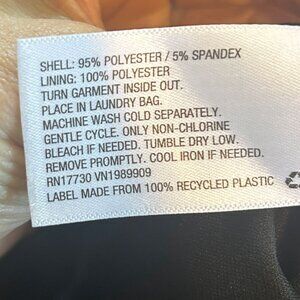 SHELL: 95% POLYESTER / 5% SPANDEX
LINING: 100% POLYESTER
TURN GARMENT INSIDE OUT.
PLACE IN LAUNDRY BAG.
MACHINE WASH COLD SEPARATELY.
GENTLE CYCLE. ONLY NON-CHLORINE
BLEACH IF NEEDED. TUMBLE DRY LOW.
REMOVE PROMPTLY. COOL IRON IF NEEDED.
RN17730 VN1989909
LABEL MADE FROM 100% RECYCLED PLASTIC